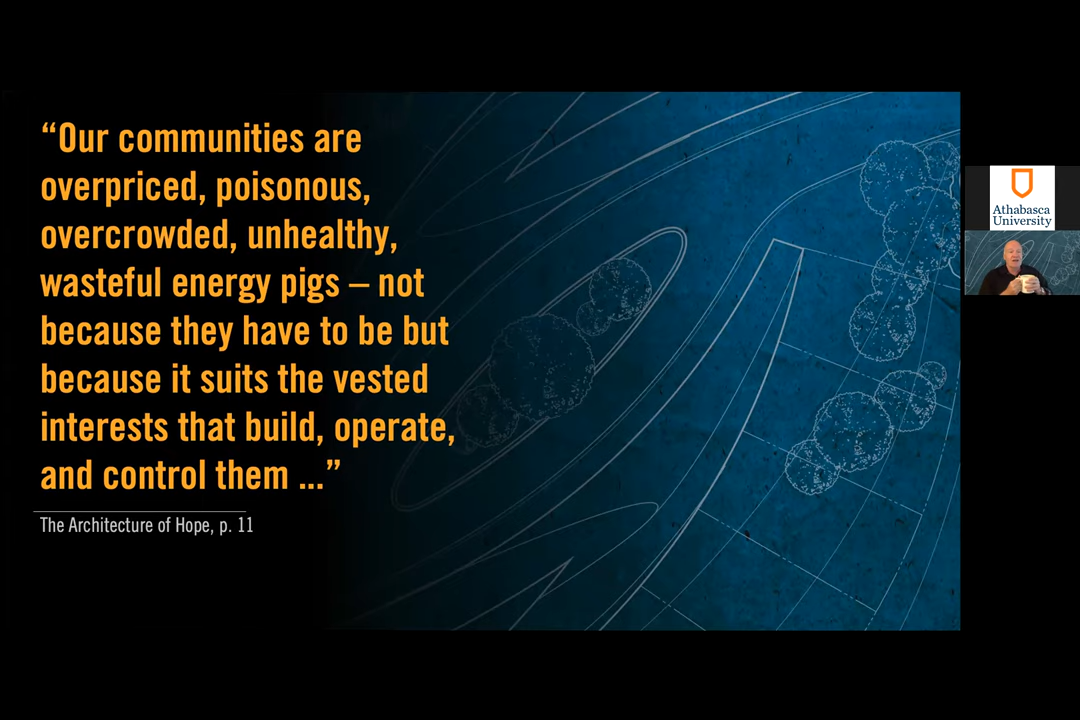 “Our communities are
overpriced, poisonous,
overcrowded, unhealthy,
wasteful energy pigs – not
because they have to be but
because it suits the vested
interests that build, operate,
and control them ...”
The Architecture of Hope, p. 11
Athabasca
University